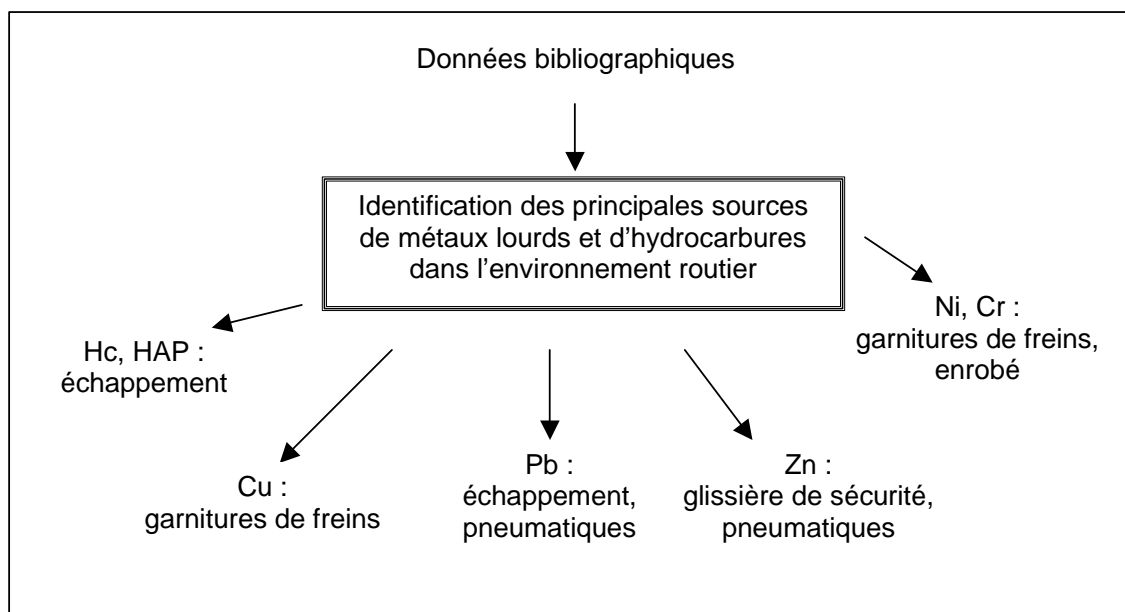 Données bibliographiques
Identification des principales sources
de métaux lourds et d'hydrocarbures
dans l'environnement routier
Hc, HAP :
échappement
Cu :
garnitures de freins
Pb :
échappement,
pneumatiques
Zn :
glissière de sécurité,
pneumatiques
Ni, Cr :
garnitures de freins,
enrobé